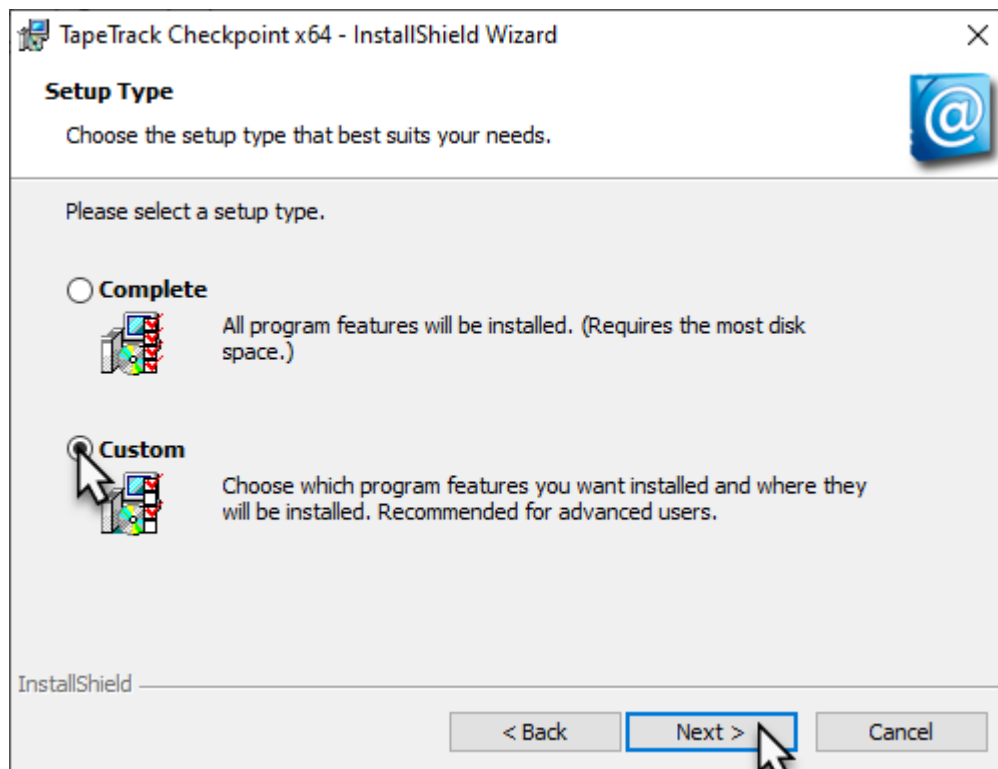 TapeTrack Checkpoint x64 - InstallShield Wizard
Setup Type
Choose the setup type that best suits your needs.
@
Please select a setup type.
Complete
All program features will be installed. (Requires the most disk
space.)
Custom
Choose which program features you want installed and where they
will be installed. Recommended for advanced users.
InstallShield
< Back
Next >
Cancel